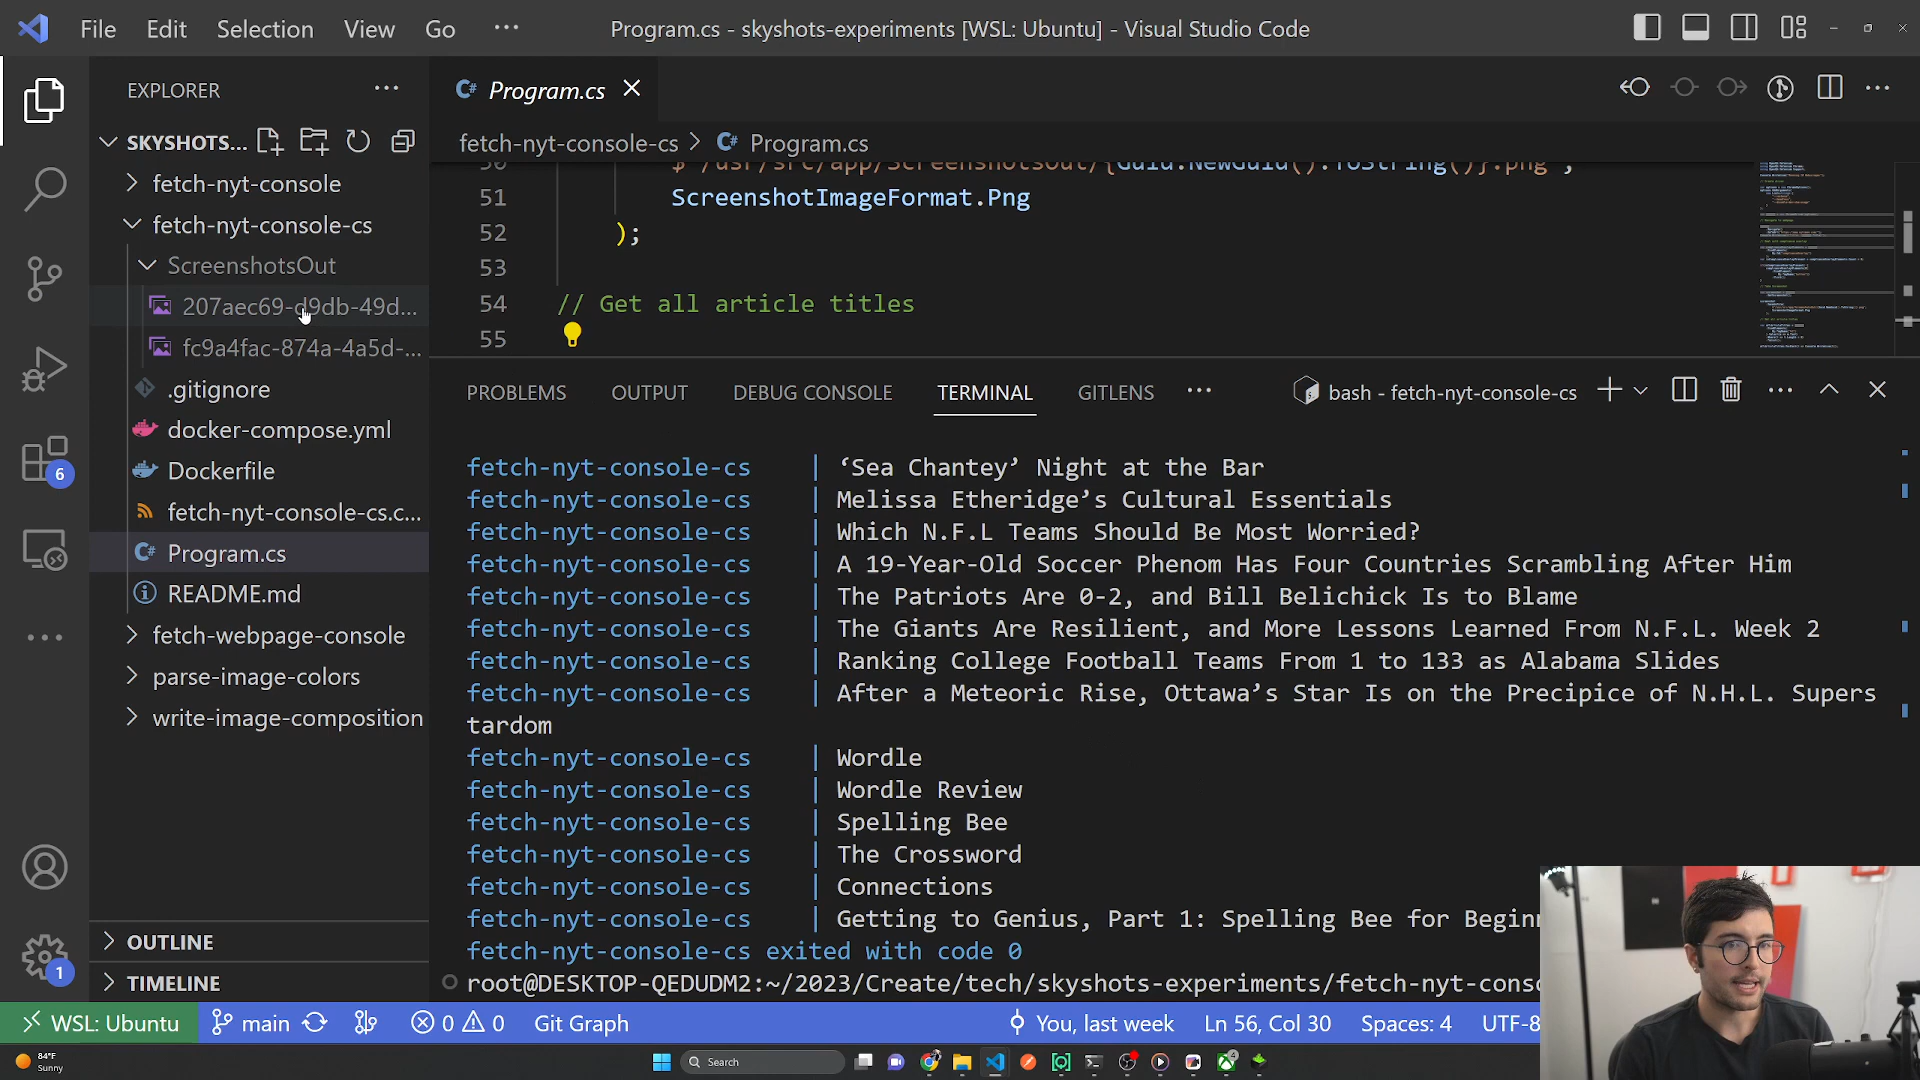 File Edit Selection View Go ··· Program.cs - skyshots-experiments [WSL: Ubuntu] - Visual Studio Code
EXPLORER ···
SKYSHOTS...
fetch-nyt-console
fetch-nyt-console-cs
ScreenshotsOut
207aec69-d9db-49d...
fc9a4fac-874a-4a5d-...
.gitignore
docker-compose.yml
Dockerfile
fetch-nyt-console-cs.c...
Program.cs
README.md
fetch-webpage-console
parse-image-colors
write-image-composition
OUTLINE
TIMELINE
6
1
Program.cs
fetch-nyt-console-cs > Program.cs
50 $"/usr/src/app/ScreenshotsOut/{Guid.NewGuid().ToString()}.png",
51 ScreenshotImageFormat.Png
52 );
53
54 // Get all article titles
55
PROBLEMS OUTPUT DEBUG CONSOLE TERMINAL GITLENS ··· bash - fetch-nyt-console-cs
fetch-nyt-console-cs | ‘Sea Chantey’ Night at the Bar
fetch-nyt-console-cs | Melissa Etheridge’s Cultural Essentials
fetch-nyt-console-cs | Which N.F.L Teams Should Be Most Worried?
fetch-nyt-console-cs | A 19-Year-Old Soccer Phenom Has Four Countries Scrambling After Him
fetch-nyt-console-cs | The Patriots Are 0-2, and Bill Belichick Is to Blame
fetch-nyt-console-cs | The Giants Are Resilient, and More Lessons Learned From N.F.L. Week 2
fetch-nyt-console-cs | Ranking College Football Teams From 1 to 133 as Alabama Slides
fetch-nyt-console-cs | After a Meteoric Rise, Ottawa’s Star Is on the Precipice of N.H.L. Supers
tardom
fetch-nyt-console-cs | Wordle
fetch-nyt-console-cs | Wordle Review
fetch-nyt-console-cs | Spelling Bee
fetch-nyt-console-cs | The Crossword
fetch-nyt-console-cs | Connections
fetch-nyt-console-cs | Getting to Genius, Part 1: Spelling Bee for Beginn
fetch-nyt-console-cs exited with code 0
root@DESKTOP-QEDUDM2:~/2023/Create/tech/skyshots-experiments/fetch-nyt-conso
WSL: Ubuntu main 0 0 Git Graph You, last week Ln 56, Col 30 Spaces: 4 UTF-8
84°F
Sunny
Search